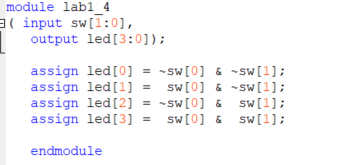 module lab1_4
( input sw[1:0],
output led[3:0]);
assign led[0] = ~sw[0] & ~sw[1];
assign led[1] = sw[0] & ~sw[1];
assign led[2] = ~sw[0] & sw[1];
assign led[3] = sw[0] & sw[1];
endmodule